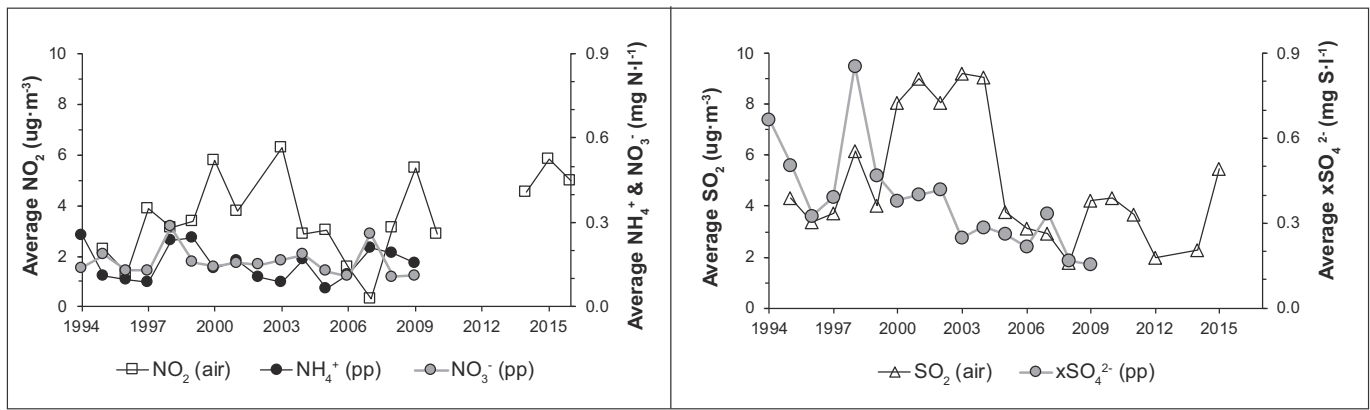 10
8
6
4
2
0
Average NO₂ (ug·m⁻³)
0.9
0.6
0.3
0.0
Average NH₄⁺ & NO₃⁻ (mg N·l⁻¹)
1994 1997 2000 2003 2006 2009 2012 2015
NO₂ (air) NH₄⁺ (pp) NO₃⁻ (pp)
10
8
6
4
2
0
Average SO₂ (ug·m⁻³)
0.9
0.6
0.3
0.0
Average xSO₄²⁻ (mg S·l⁻¹)
1994 1997 2000 2003 2006 2009 2012 2015
SO₂ (air) xSO₄²⁻ (pp)